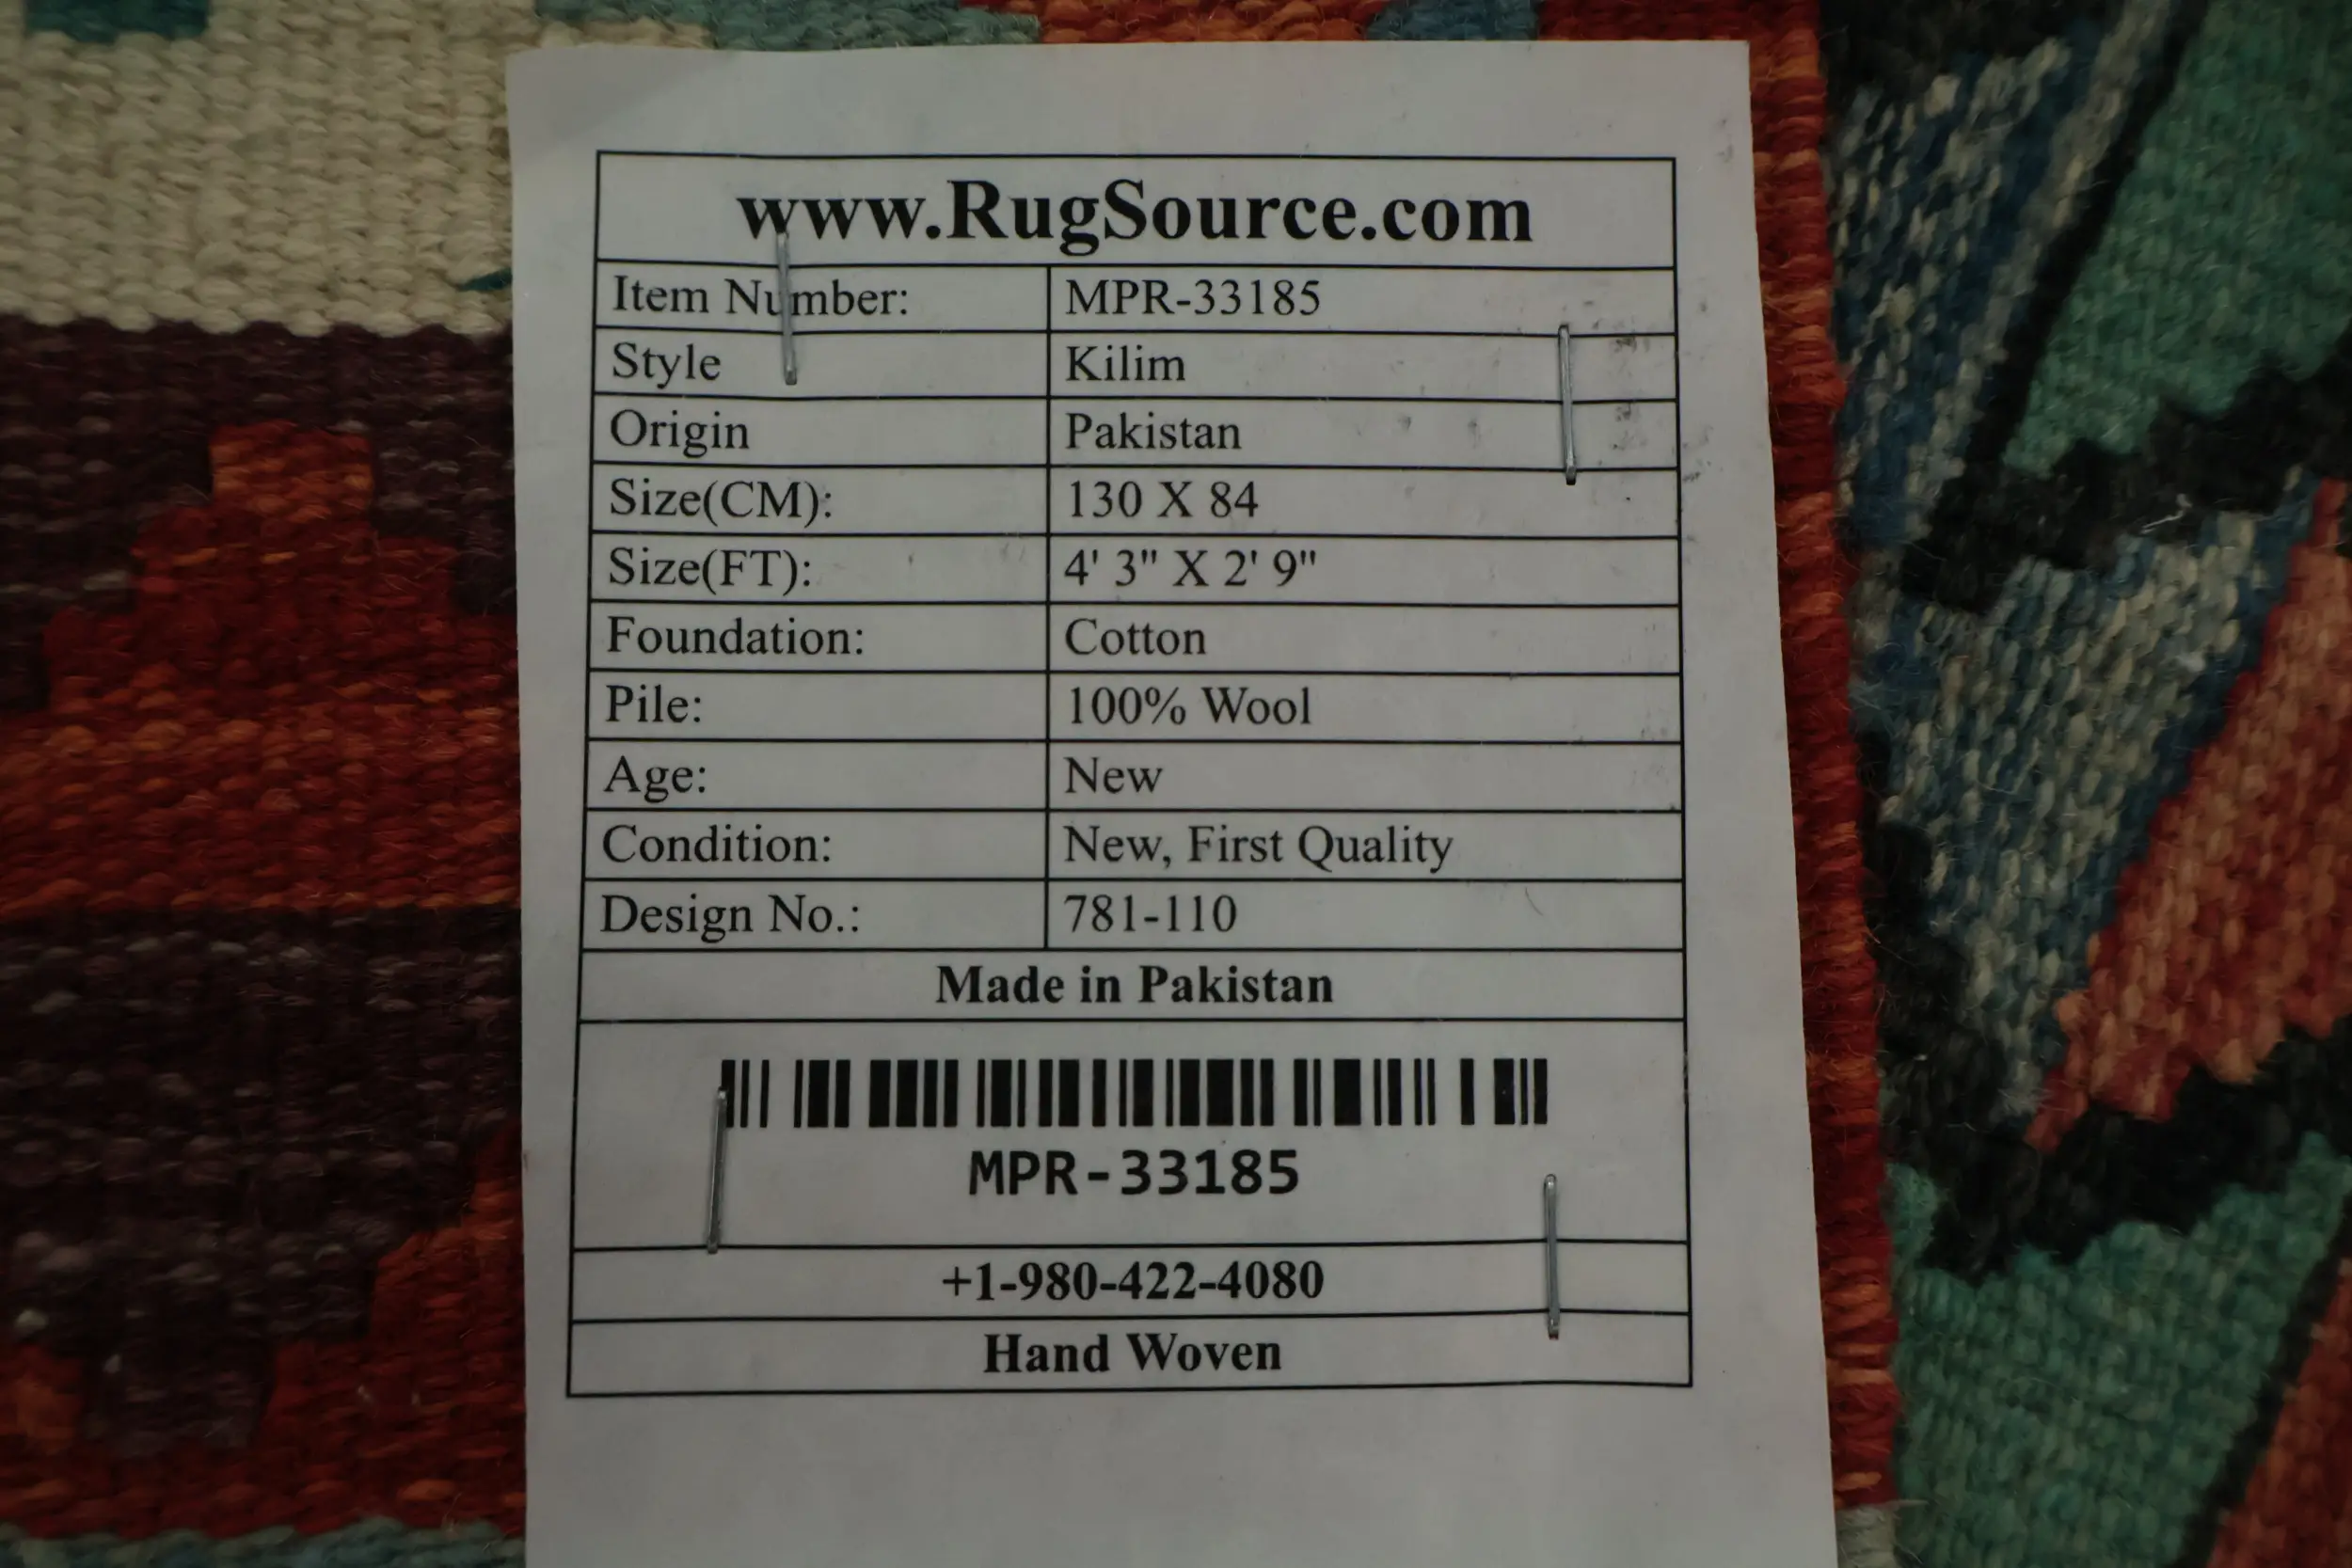 www.RugSource.com
Item Number: MPR-33185
Style Kilim
Origin Pakistan
Size(CM): 130 X 84
Size(FT): 4' 3" X 2' 9"
Foundation: Cotton
Pile: 100% Wool
Age: New
Condition: New, First Quality
Design No.: 781-110
Made in Pakistan
MPR-33185
+1-980-422-4080
Hand Woven